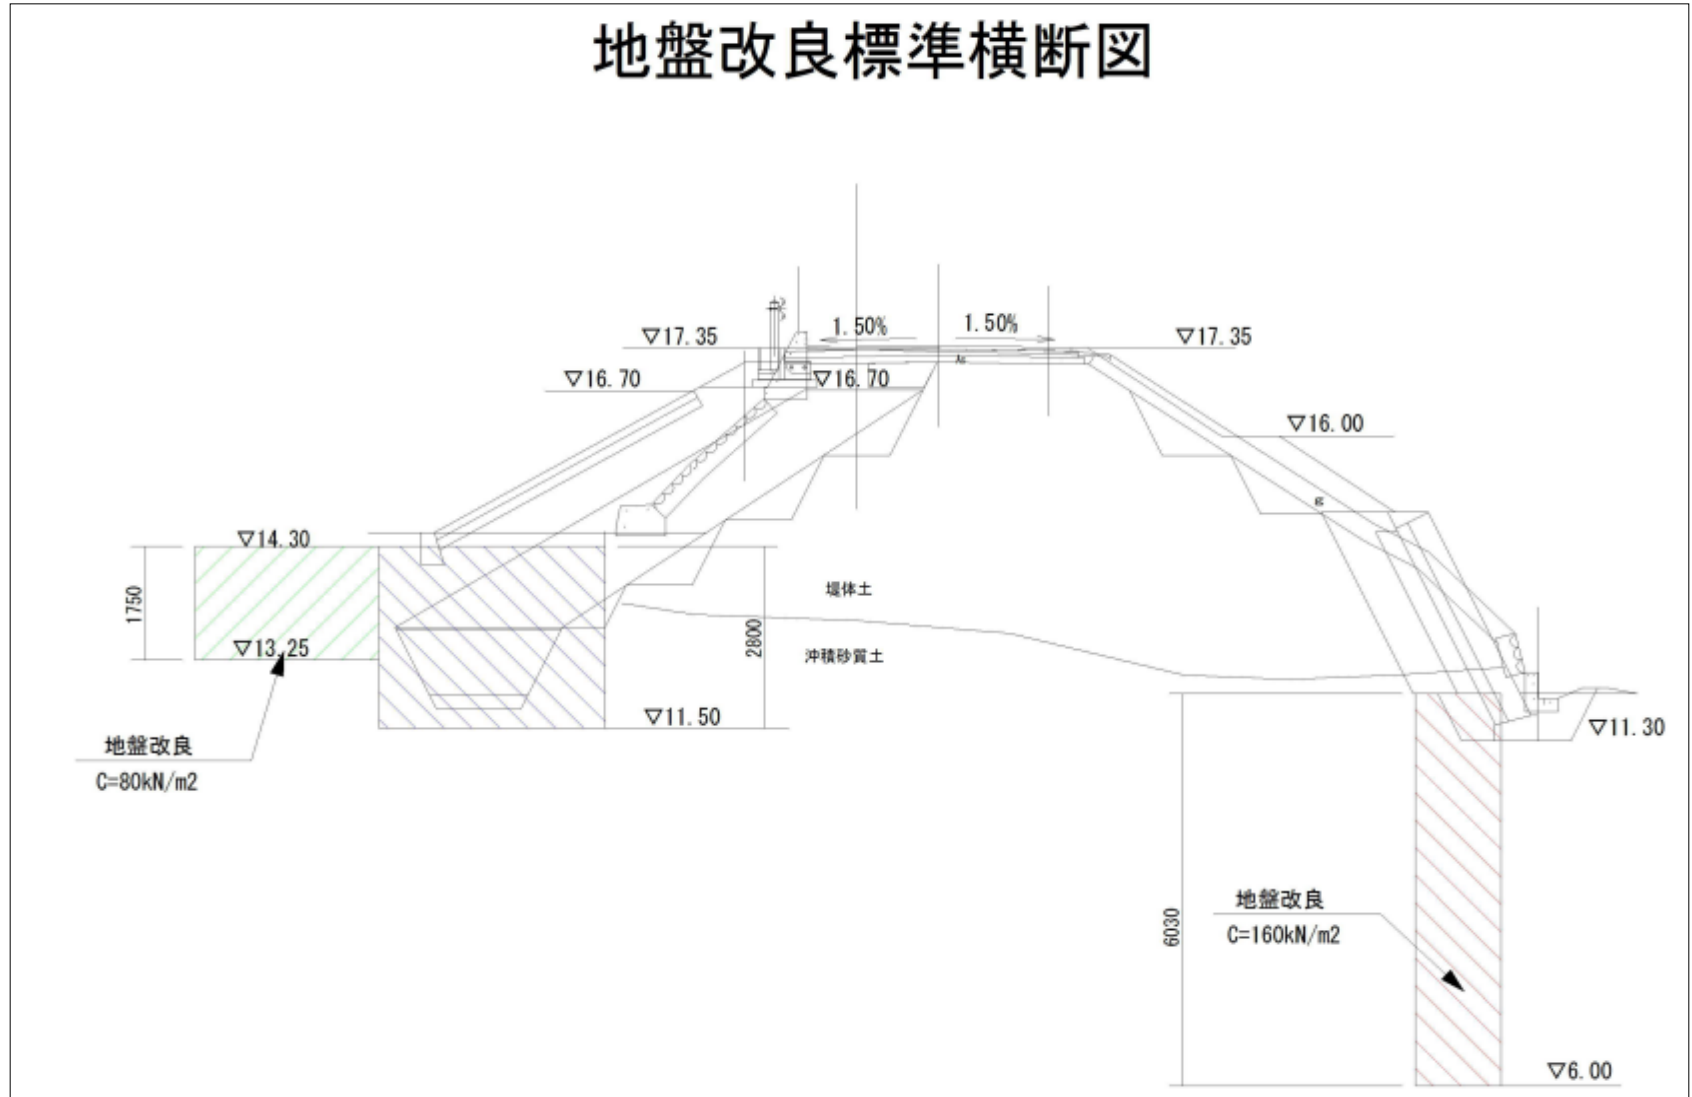 地盤改良標準横断図
1.50%
1.50%
▽17.35
▽17.35
▽16.70
▽16.70
▽16.00
g
▽14.30
1750
▽13.25
堤体土
2800
沖積砂質土
▽11.50
▽11.30
地盤改良
C=80kN/m2
地盤改良
C=160kN/m2
6030
▽6.00